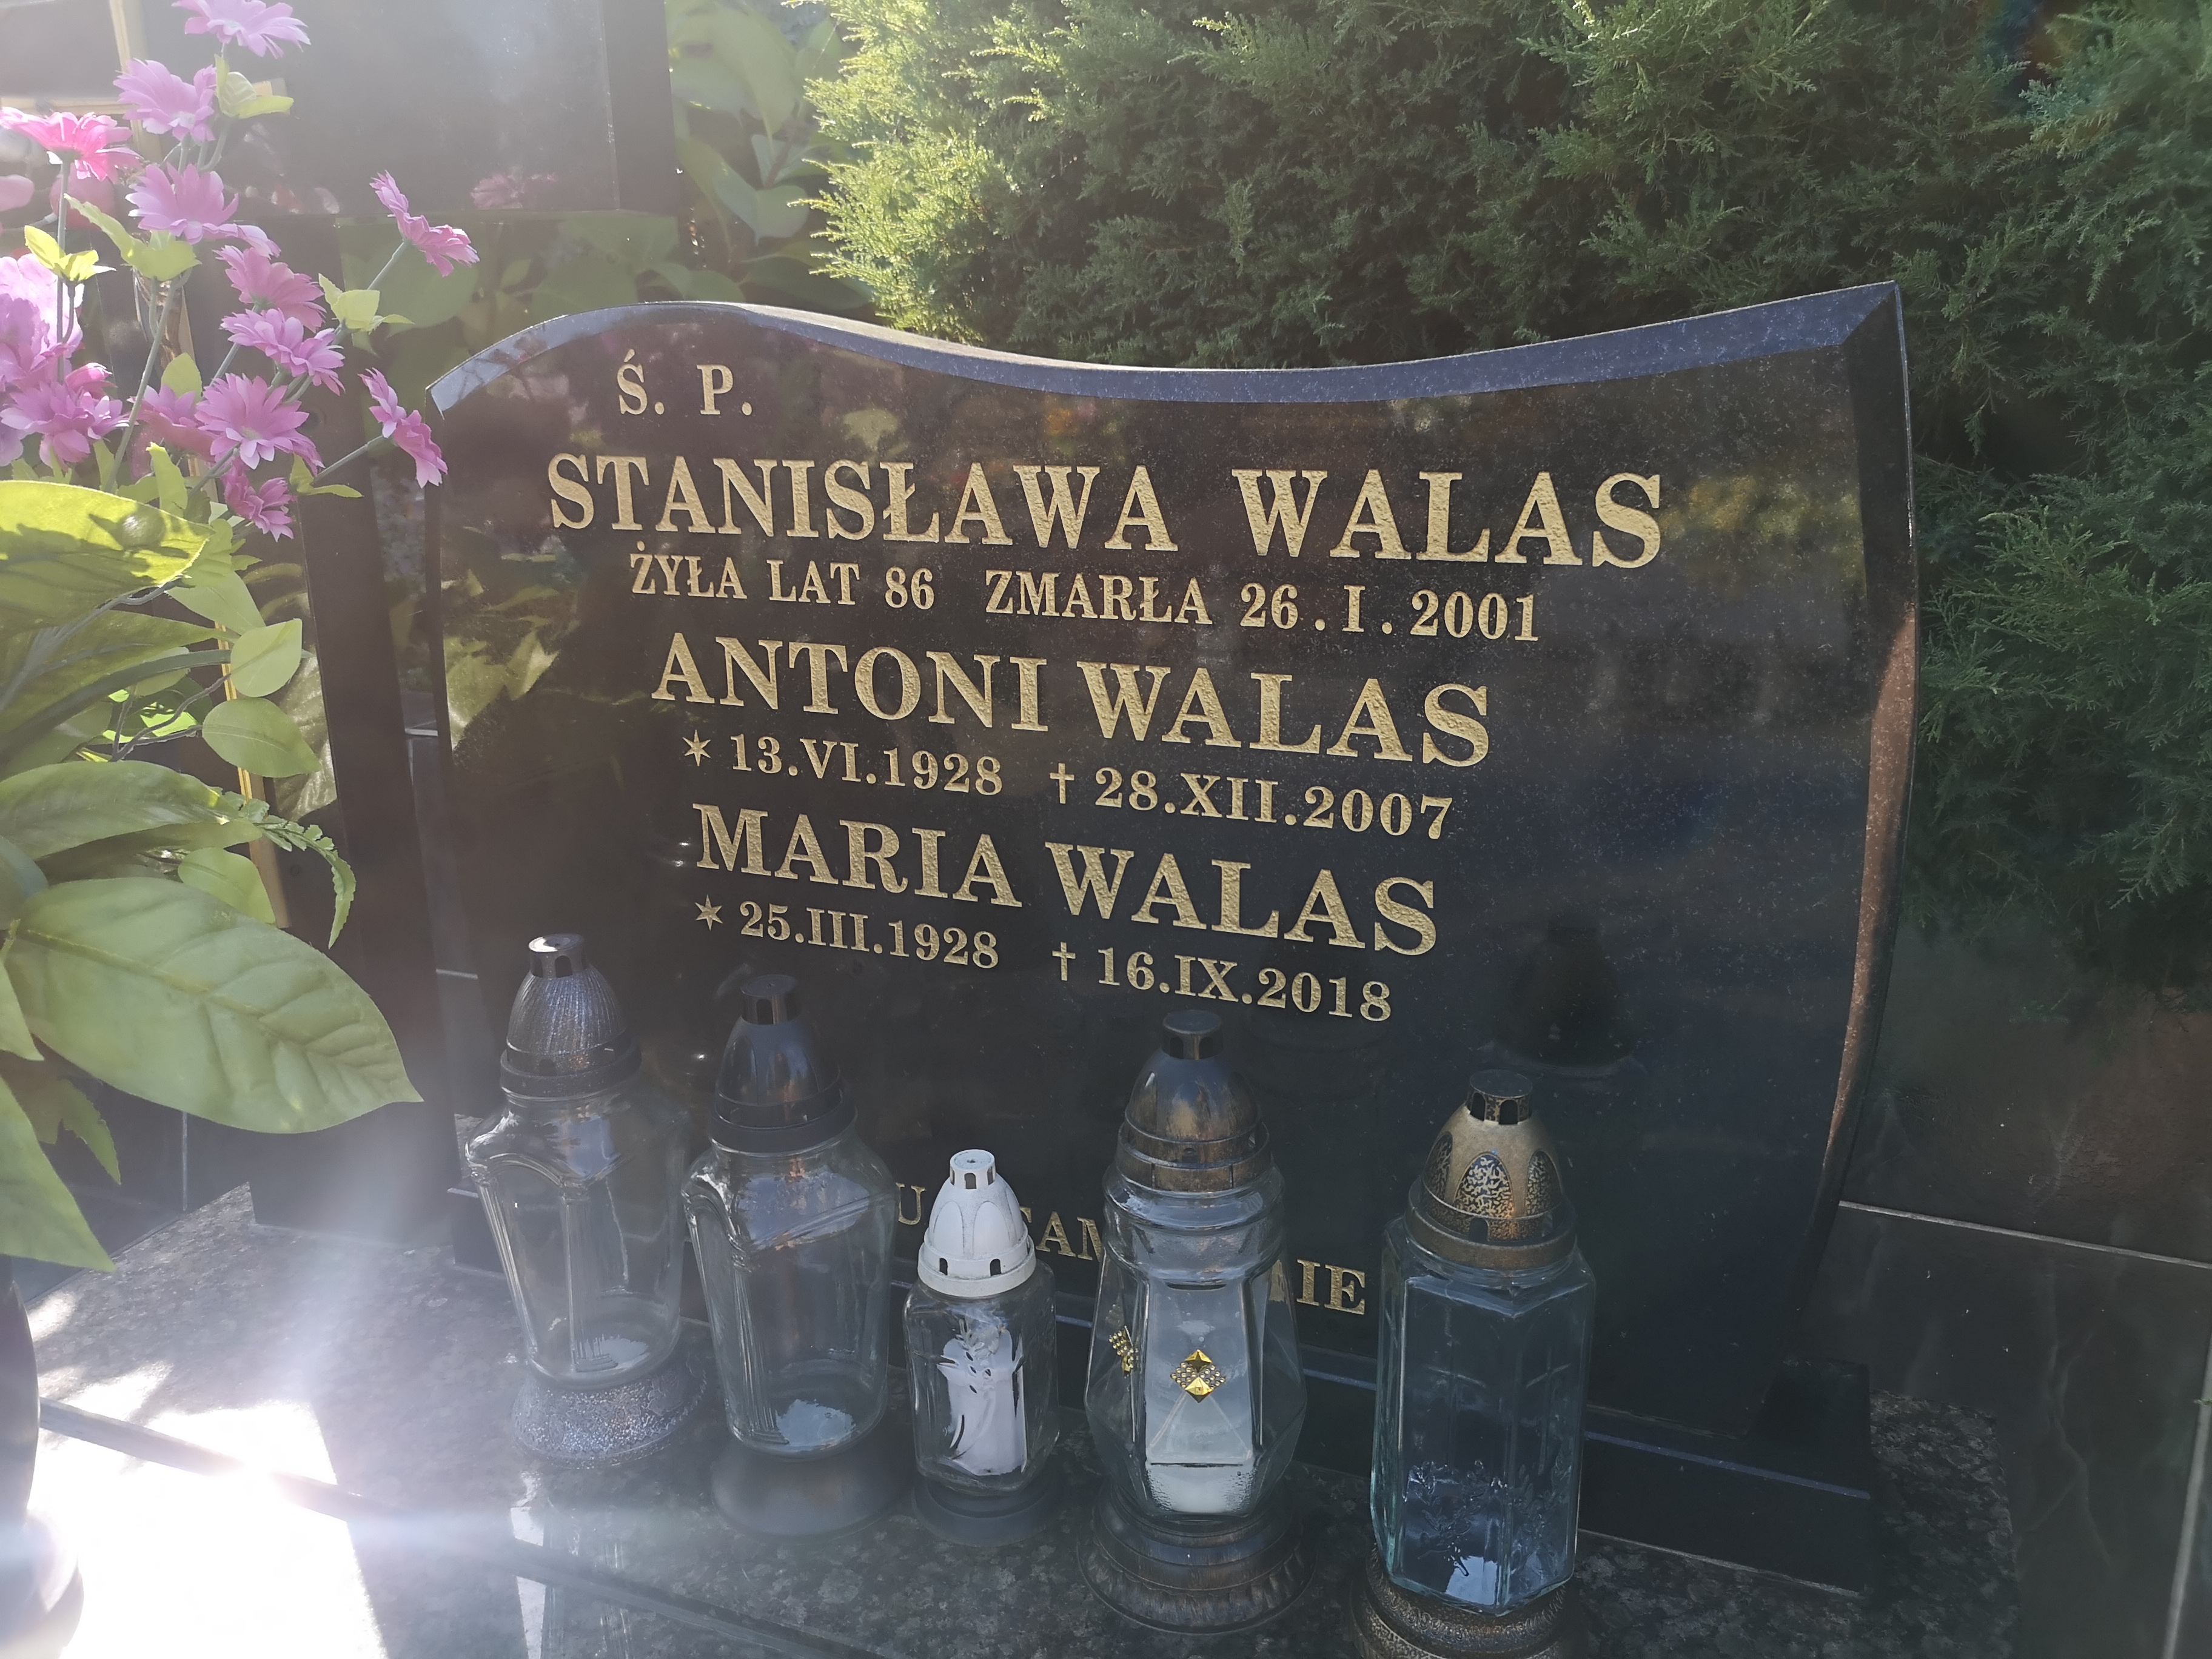 Ś. P.
STANISŁAWA WALAS
ŻYŁA LAT 86 ZMARŁA 26.I.2001
ANTONI WALAS
✶ 13.VI.1928 † 28.XII.2007
MARIA WALAS
✶ 25.III.1928 † 16.IX.2018